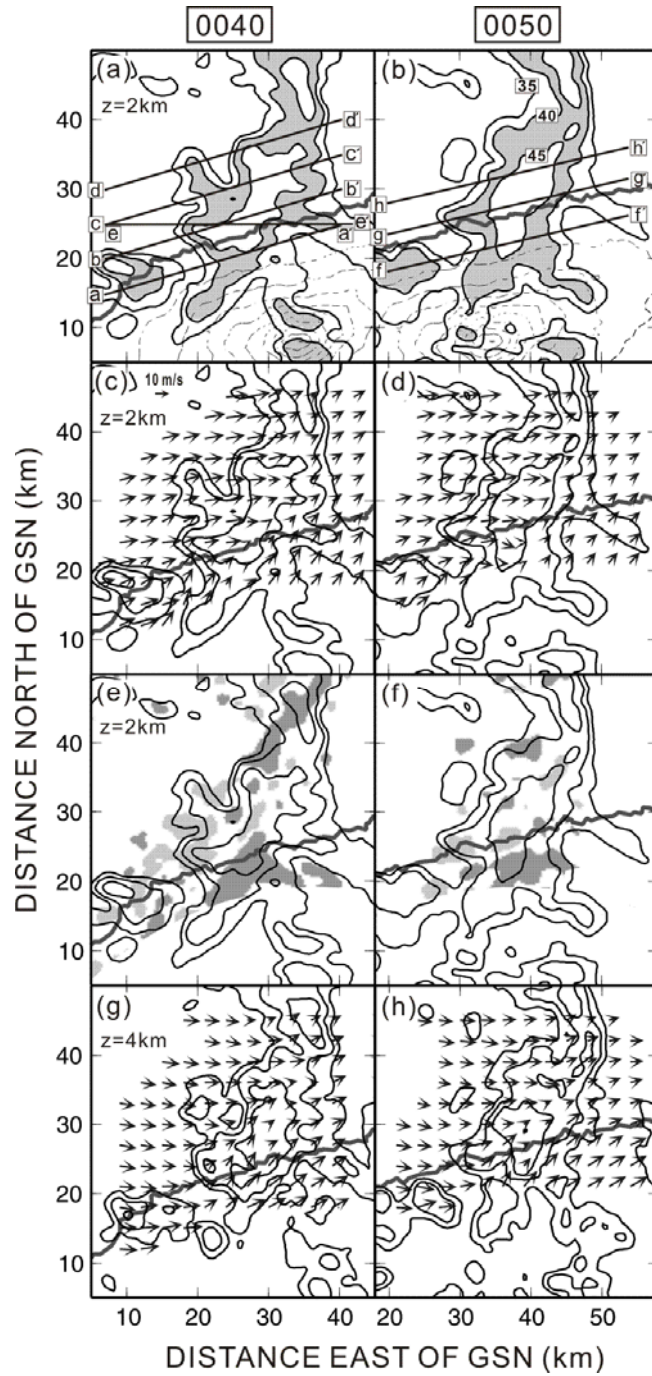 0040 0050
(a) (b)
z=2km
35
40
45
40
30
20
10
d d'
c c'
b b'
a a'
e e'
h h'
g g'
f f'
(c) (d)
10 m/s
z=2km
40
30
20
10
(e) (f)
z=2km
40
30
20
10
(g) (h)
z=4km
40
30
20
10
10 20 30 40 20 30 40 50
DISTANCE NORTH OF GSN (km)
DISTANCE EAST OF GSN (km)